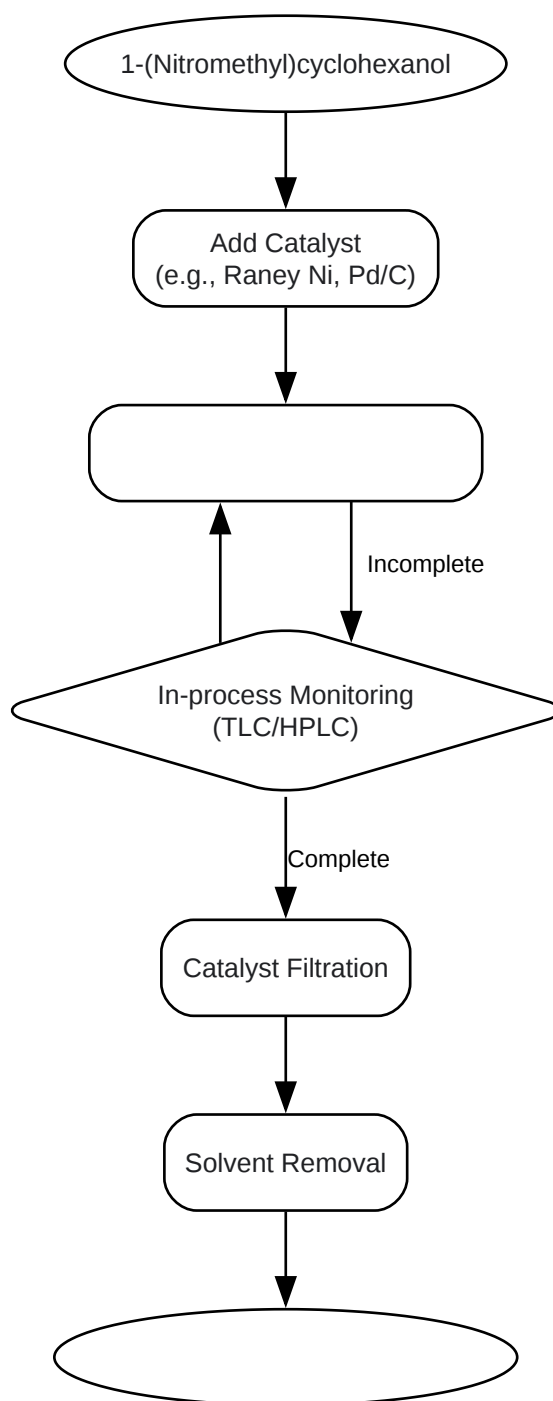 1-(Nitromethyl)cyclohexanol
Add Catalyst
(e.g., Raney Ni, Pd/C)
Incomplete
In-process Monitoring
(TLC/HPLC)
Complete
Catalyst Filtration
Solvent Removal